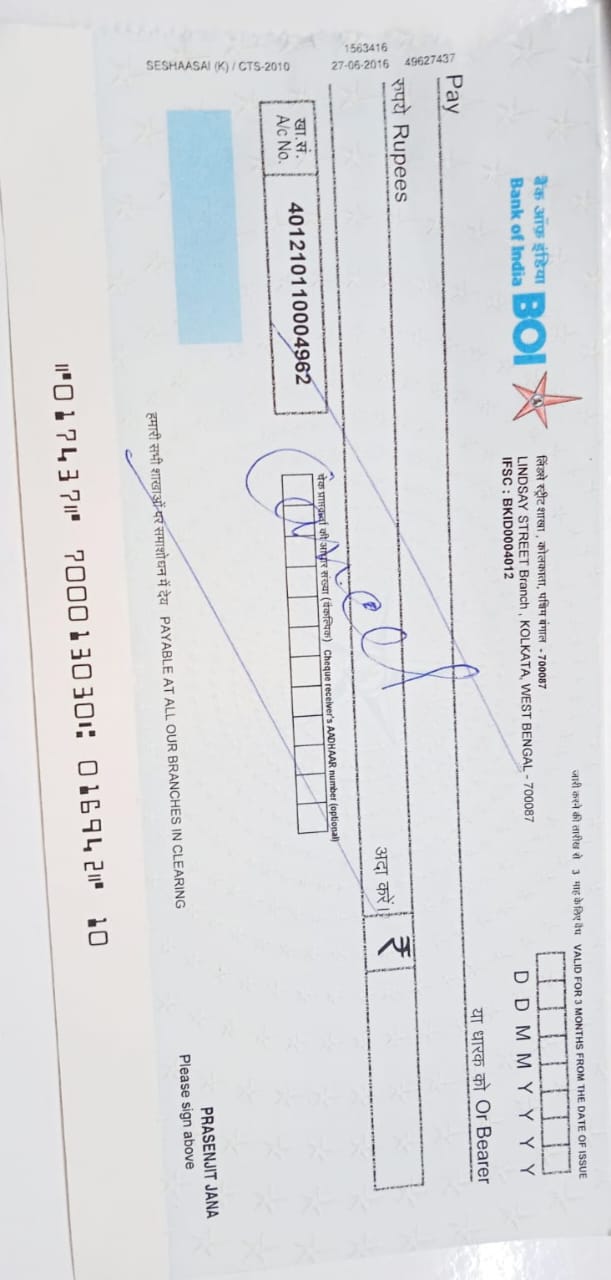 जारी करने की तारीख से 3 माह के लिए वैध VALID FOR 3 MONTHS FROM THE DATE OF ISSUE
बैंक ऑफ़ इंडिया
Bank of India
BOI
लिंडसे स्ट्रीट शाखा, कोलकाता, पश्चिम बंगाल - 700087
LINDSAY STREET Branch, KOLKATA, WEST BENGAL - 700087
IFSC : BKID0004012
D D M M Y Y Y Y
Pay
या धारक को Or Bearer
रुपये Rupees
अदा करें।
₹
खा.सं.
A/c No.
401210110004962
चेक प्राप्तकर्ता की आधार संख्या (वैकल्पिक) Cheque receiver's AADHAAR number (optional)
Cancel
1563416
27-06-2016 49627437
SESHAASAI (K) / CTS-2010
हमारी सभी शाखाओं पर समाशोधन में देय PAYABLE AT ALL OUR BRANCHES IN CLEARING
PRASENJIT JANA
Please sign above
⑈017437⑈ 700013030⑆ 016942⑈ 10